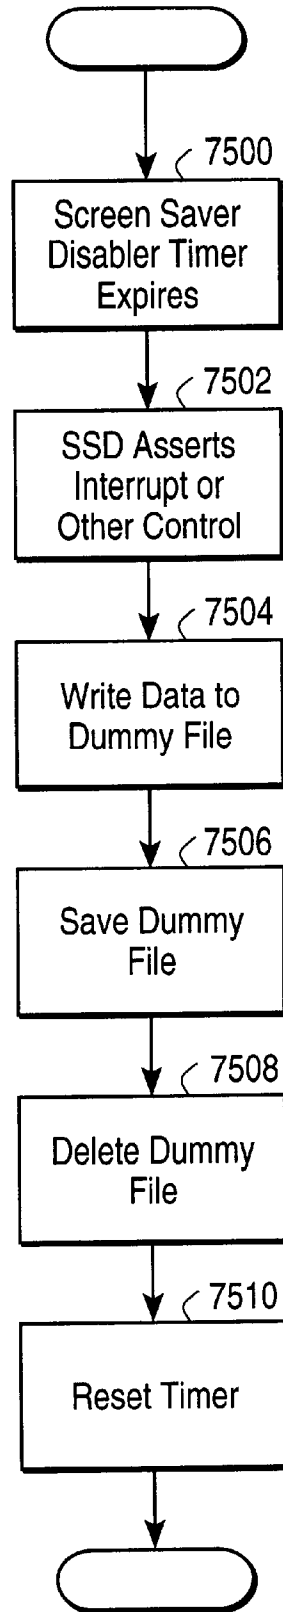 7500
Screen Saver
Disabler Timer
Expires
7502
SSD Asserts
Interrupt or
Other Control
7504
Write Data to
Dummy File
7506
Save Dummy
File
7508
Delete Dummy
File
7510
Reset Timer